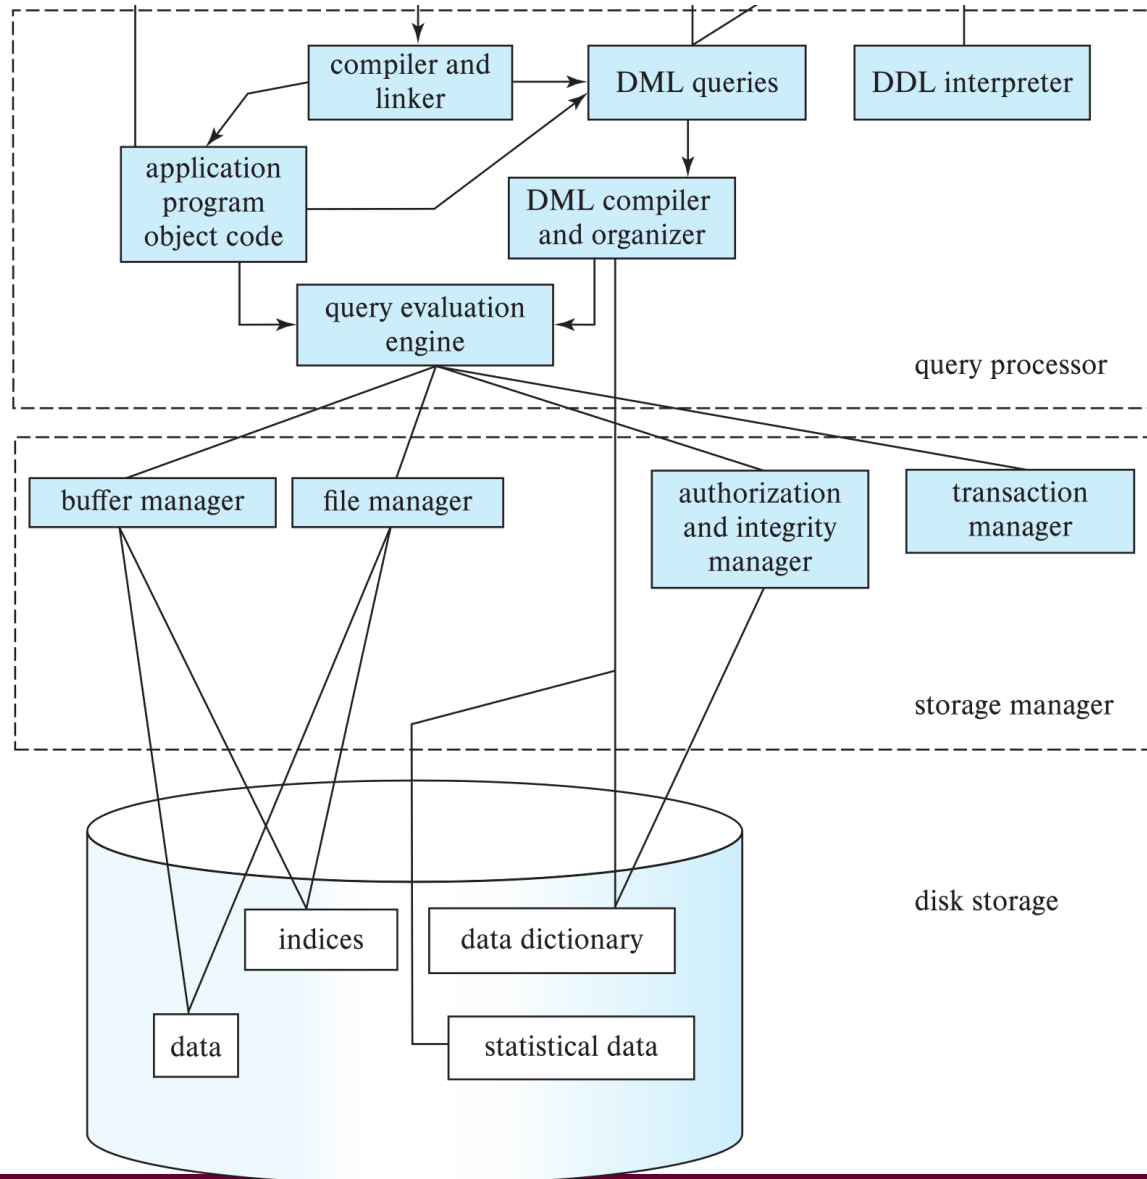 compiler and
linker
DML queries
DDL interpreter
application
program
object code
DML compiler
and organizer
query evaluation
engine
query processor
buffer manager
file manager
authorization
and integrity
manager
transaction
manager
storage manager
disk storage
indices
data dictionary
data
statistical data